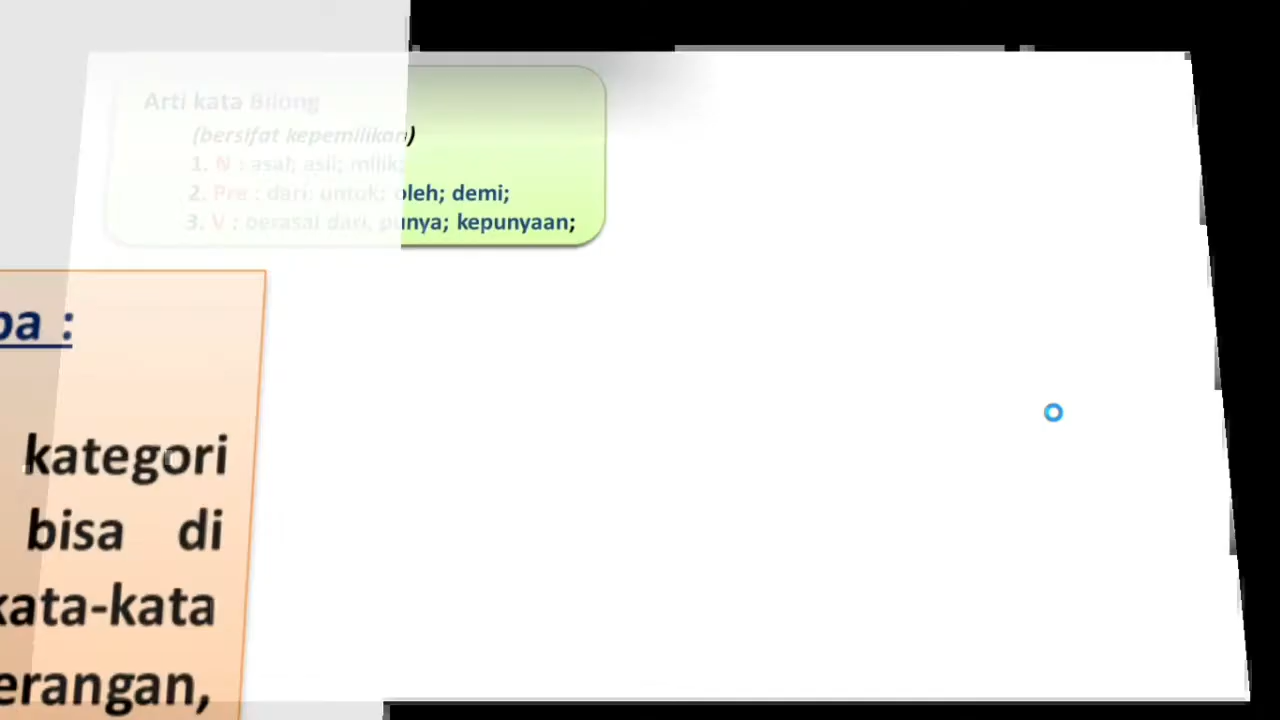 Arti kata Bilong
(bersifat kepemilikan)
1. N : asal; asli; milik;
2. Pre : dari; untuk; oleh; demi;
3. V : berasal dari, punya; kepunyaan;
pa :
kategori
bisa di
kata-kata
erangan,